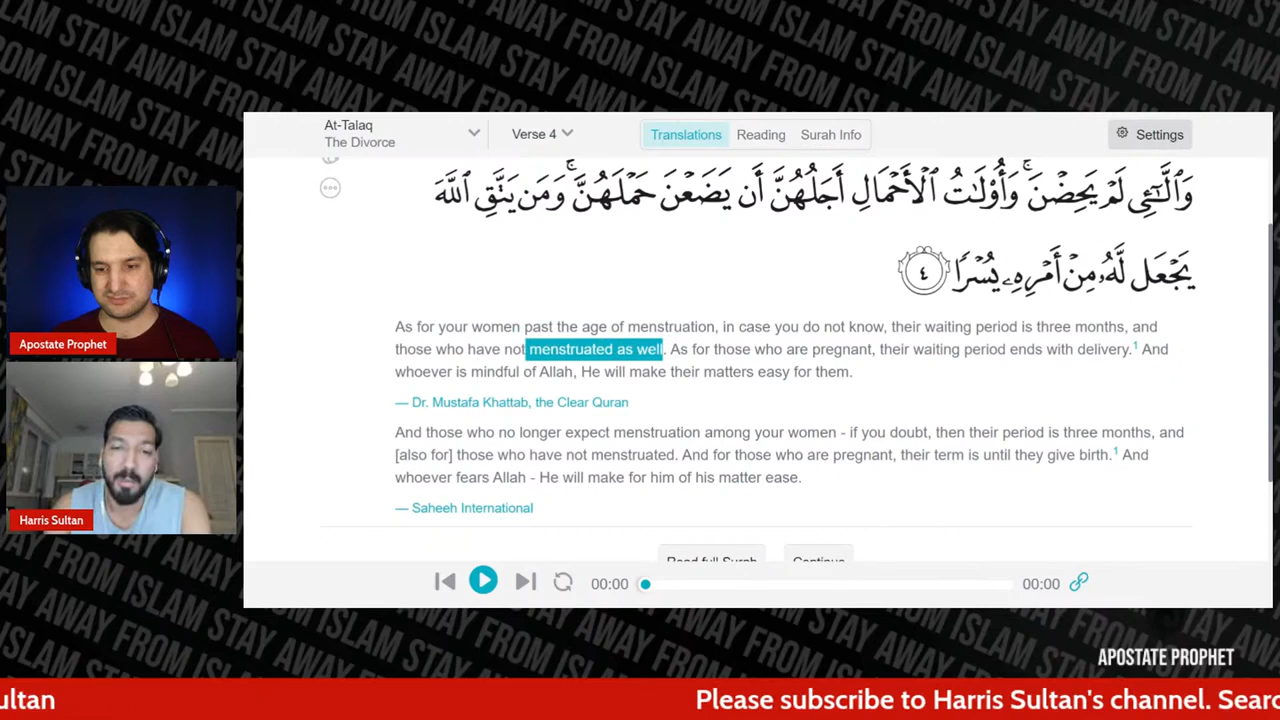 At-Talaq
The Divorce
Verse 4
Translations
Reading
Surah Info
Settings
وَٱلَّـٰٓـِٔى لَمْ يَحِضْنَ ۚ وَأُو۟لَـٰتُ ٱلْأَحْمَالِ أَجَلُهُنَّ أَن يَضَعْنَ حَمْلَهُنَّ ۚ وَمَن يَتَّقِ ٱللَّهَ
يَجْعَل لَّهُۥ مِنْ أَمْرِهِۦ يُسْرًا ٤
As for your women past the age of menstruation, in case you do not know, their waiting period is three months, and
those who have not menstruated as well. As for those who are pregnant, their waiting period ends with delivery.1 And
whoever is mindful of Allah, He will make their matters easy for them.
— Dr. Mustafa Khattab, the Clear Quran
And those who no longer expect menstruation among your women - if you doubt, then their period is three months, and
[also for] those who have not menstruated. And for those who are pregnant, their term is until they give birth.1 And
whoever fears Allah - He will make for him of his matter ease.
— Saheeh International
Read full Surah
Continue
00:00
00:00
Apostate Prophet
Harris Sultan
APOSTATE PROPHET
ultan
Please subscribe to Harris Sultan's channel. Searc
STAY AWAY FROM ISLAM